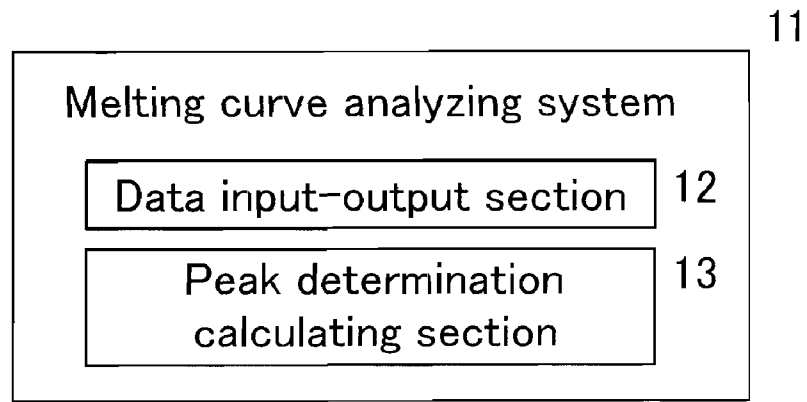 11
Melting curve analyzing system
Data input-output section 12
Peak determination 13
calculating section